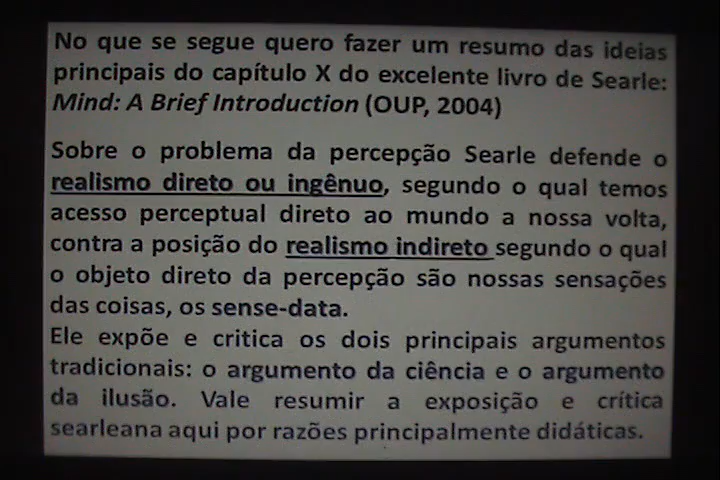 No que se segue quero fazer um resumo das ideias
principais do capítulo X do excelente livro de Searle:
Mind: A Brief Introduction (OUP, 2004)
Sobre o problema da percepção Searle defende o
realismo direto ou ingênuo, segundo o qual temos
acesso perceptual direto ao mundo a nossa volta,
contra a posição do realismo indireto segundo o qual
o objeto direto da percepção são nossas sensações
das coisas, os sense-data.
Ele expõe e critica os dois principais argumentos
tradicionais: o argumento da ciência e o argumento
da ilusão. Vale resumir a exposição e crítica
searleana aqui por razões principalmente didáticas.